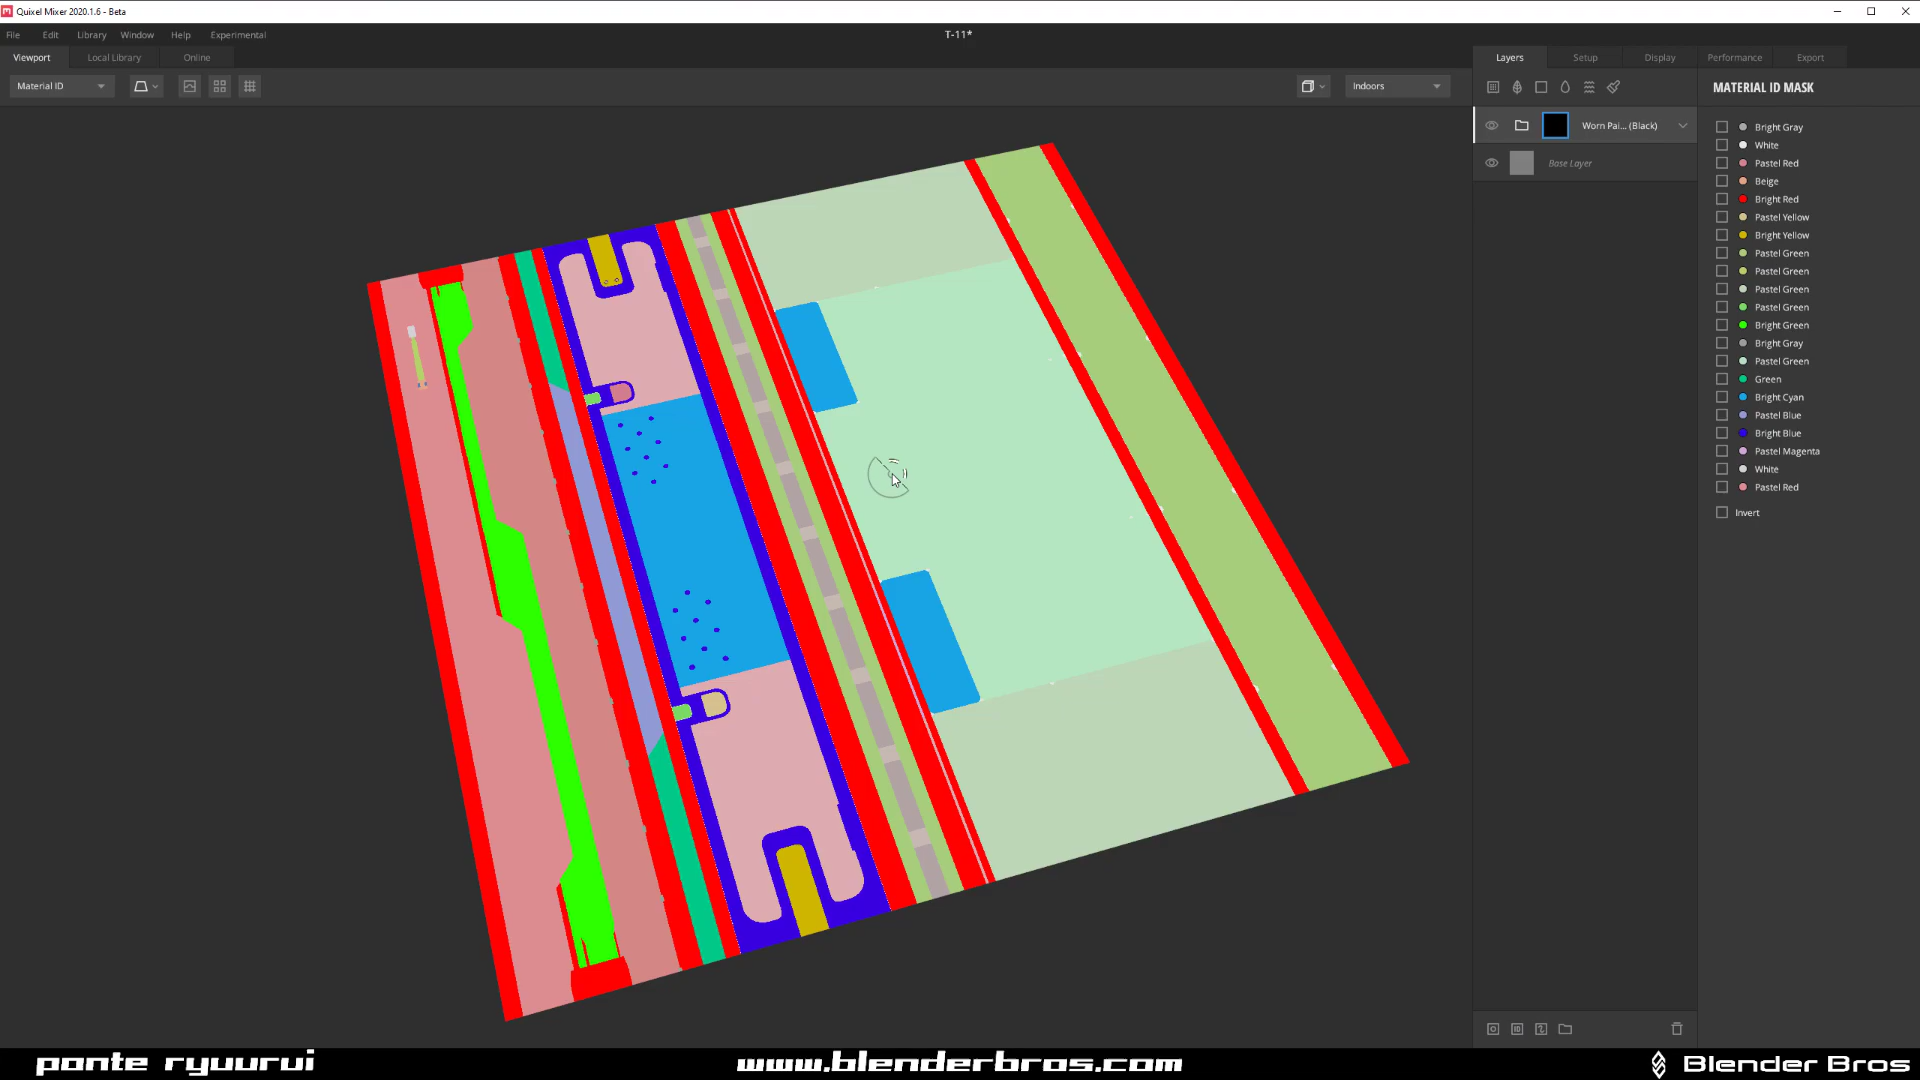 Quixel Mixer 2020.1.6 - Beta
File Edit Library Window Help Experimental
T-11*
Viewport Local Library Online
Layers Setup Display Performance Export
Material ID
Indoors
MATERIAL ID MASK
Worn Pai... (Black)
Base Layer
Bright Gray
White
Pastel Red
Beige
Bright Red
Pastel Yellow
Bright Yellow
Pastel Green
Pastel Green
Pastel Green
Pastel Green
Bright Green
Bright Gray
Pastel Green
Green
Bright Cyan
Pastel Blue
Bright Blue
Pastel Magenta
White
Pastel Red
Invert
ponte ryuurui
www.blenderbros.com
Blender Bros